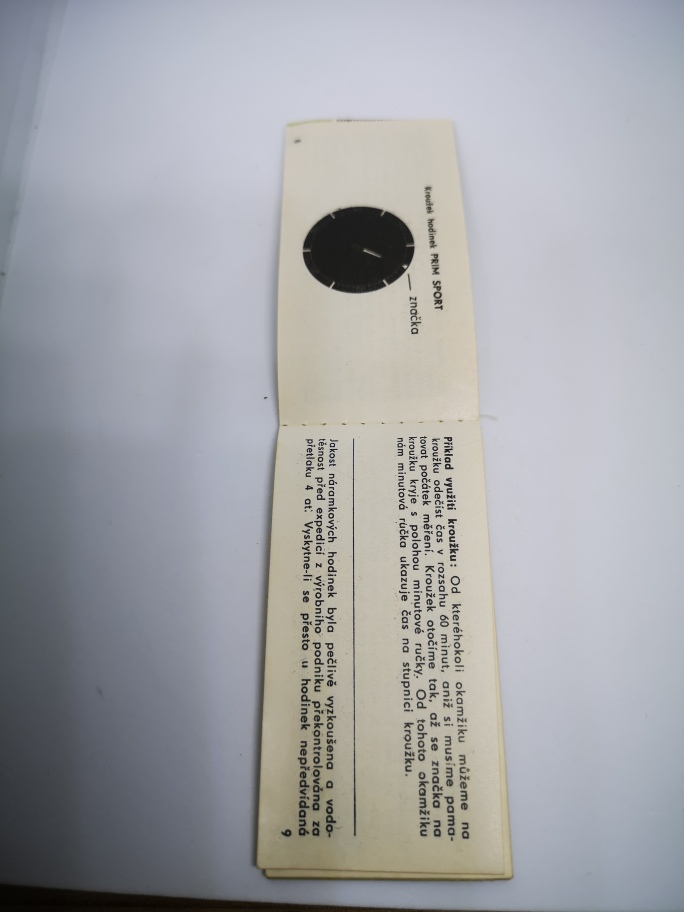 Kroužek hodinek PRIM SPORT
značka
8
Příklad využití kroužku: Od kteréhokoli okamžiku můžeme na
kroužku odečíst čas v rozsahu 60 minut, aniž si musíme pama-
tovat počátek měření. Kroužek otočíme tak, až se značka na
kroužku kryje s polohou minutové ručky. Od tohoto okamžiku
nám minutová ručka ukazuje čas na stupnici kroužku.
Jakost náramkových hodinek byla pečlivě vyzkoušena a vodo-
těsnost před expedicí z výrobního podniku překontrolována za
přetlaku 4 at. Vyskytne-li se přesto u hodinek nepředvídaná
9